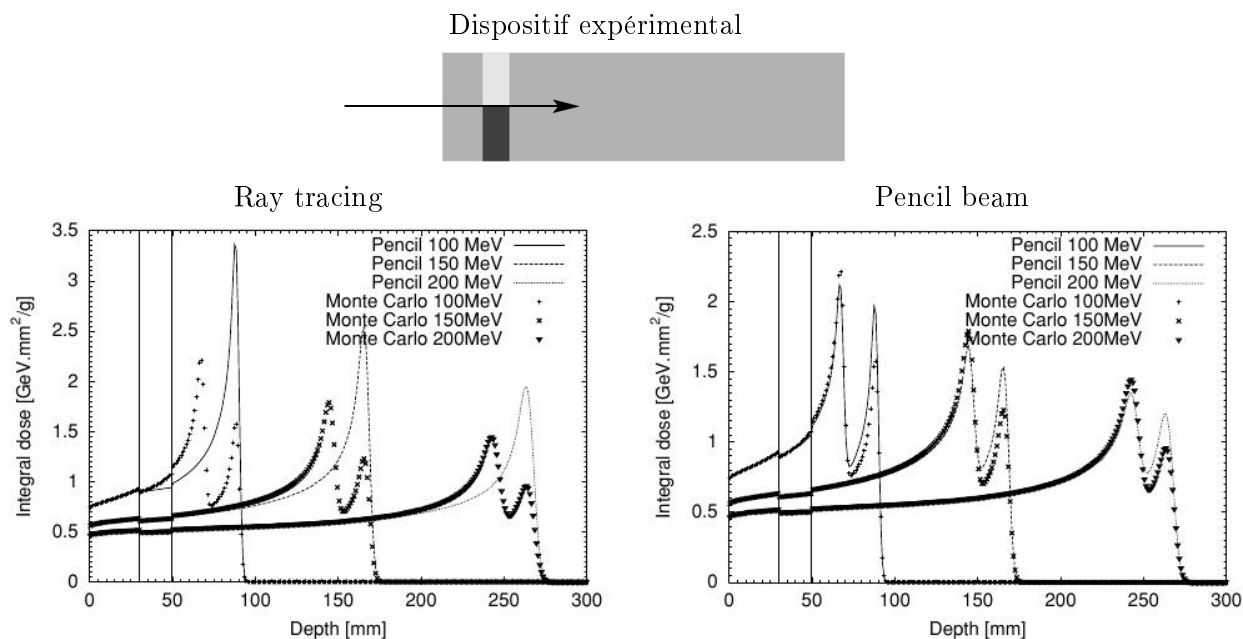 Dispositif expérimental
Ray tracing
3.5
3
2.5
2
1.5
1
0.5
0
Integral dose [GeV.mm²/g]
Pencil 100 MeV
Pencil 150 MeV
Pencil 200 MeV
Monte Carlo 100MeV
Monte Carlo 150MeV
Monte Carlo 200MeV
0 50 100 150 200 250 300
Depth [mm]
Pencil beam
2.5
2
1.5
1
0.5
0
Integral dose [GeV.mm²/g]
Pencil 100 MeV
Pencil 150 MeV
Pencil 200 MeV
Monte Carlo 100MeV
Monte Carlo 150MeV
Monte Carlo 200MeV
0 50 100 150 200 250 300
Depth [mm]